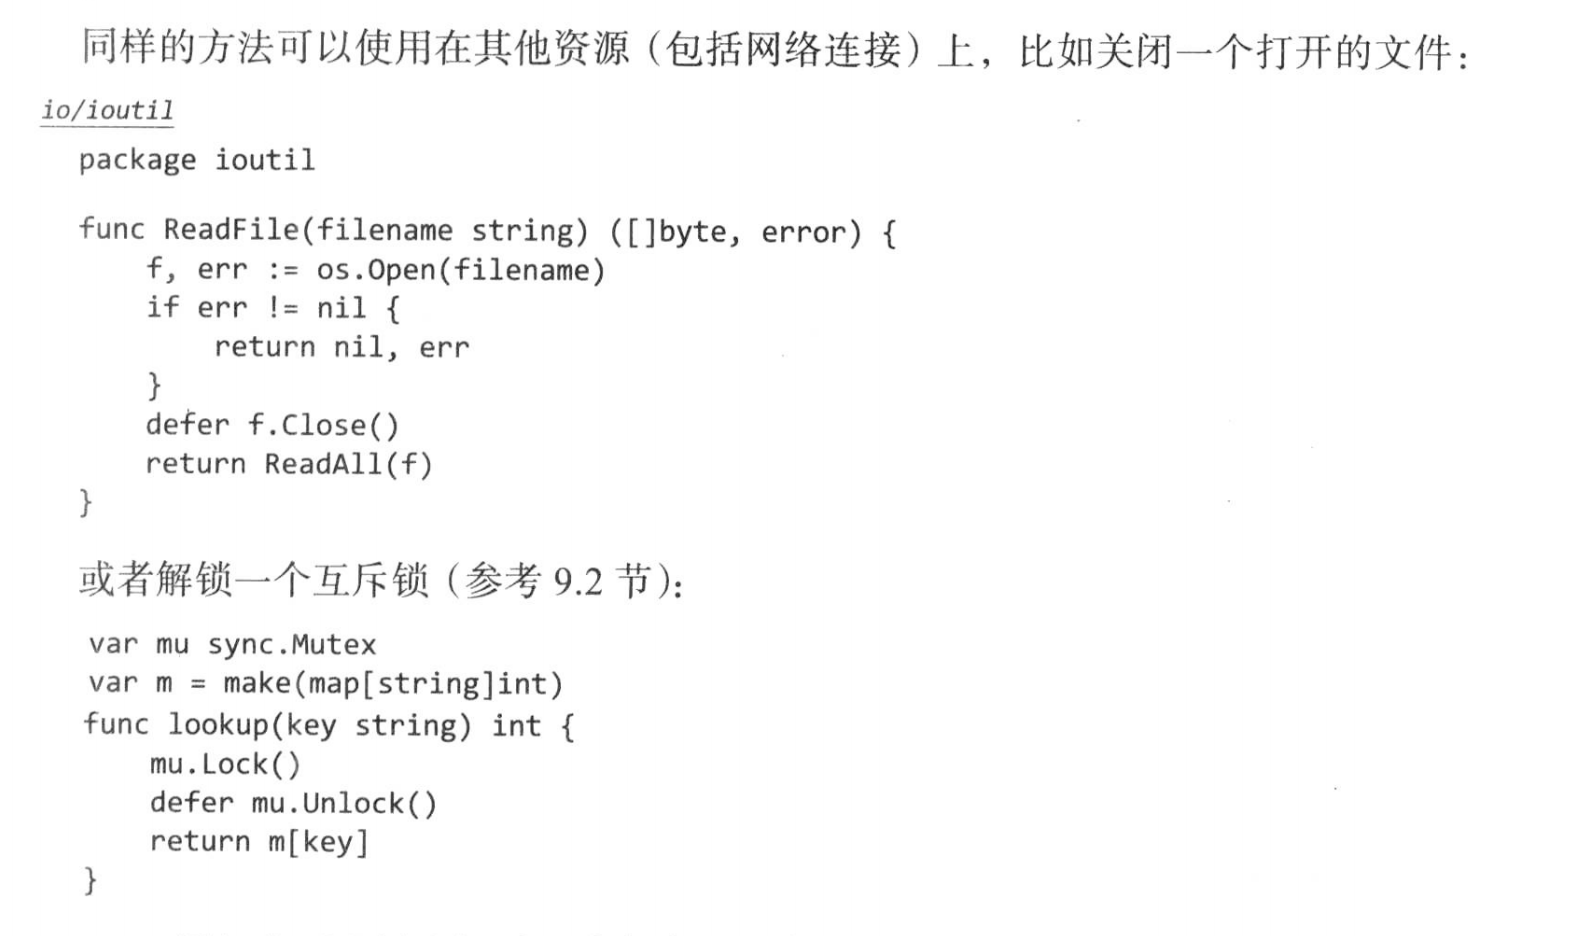 同样的方法可以使用在其他资源（包括网络连接）上，比如关闭一个打开的文件：
io/ioutil
package ioutil
func ReadFile(filename string) ([]byte, error) {
    f, err := os.Open(filename)
    if err != nil {
        return nil, err
    }
    defer f.Close()
    return ReadAll(f)
}
或者解锁一个互斥锁（参考 9.2 节）：
var mu sync.Mutex
var m = make(map[string]int)
func lookup(key string) int {
    mu.Lock()
    defer mu.Unlock()
    return m[key]
}